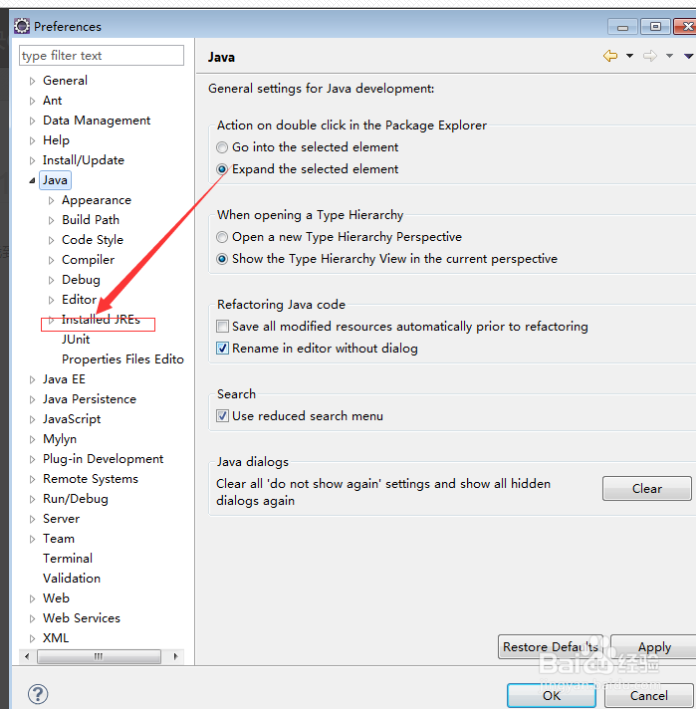 Preferences
type filter text
General
Ant
Data Management
Help
Install/Update
Java
Appearance
Build Path
Code Style
Compiler
Debug
Editor
Installed JREs
JUnit
Properties Files Edito
Java EE
Java Persistence
JavaScript
Mylyn
Plug-in Development
Remote Systems
Run/Debug
Server
Team
Terminal
Validation
Web
Web Services
XML
Java
General settings for Java development:
Action on double click in the Package Explorer
Go into the selected element
Expand the selected element
When opening a Type Hierarchy
Open a new Type Hierarchy Perspective
Show the Type Hierarchy View in the current perspective
Refactoring Java code
Save all modified resources automatically prior to refactoring
Rename in editor without dialog
Search
Use reduced search menu
Java dialogs
Clear all 'do not show again' settings and show all hidden
dialogs again
Clear
Restore Defaults
Apply
Baidu 经验
OK
Cancel